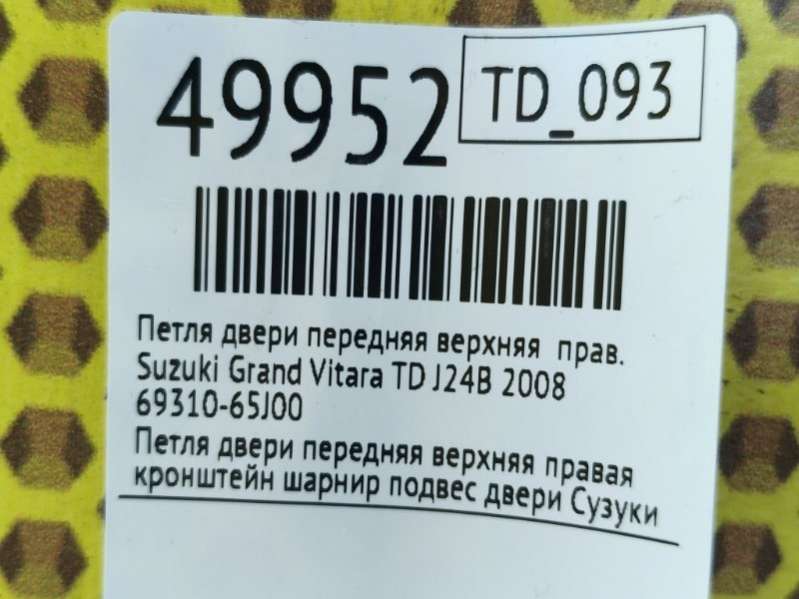 49952
TD_093
Петля двери передняя верхняя прав.
Suzuki Grand Vitara TD J24B 2008
69310-65J00
Петля двери передняя верхняя правая
кронштейн шарнир подвес двери Сузуки